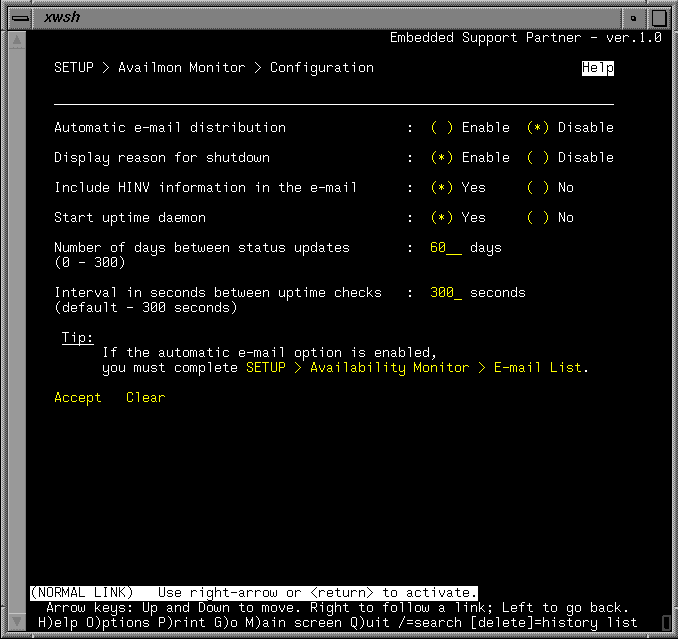 xwsh
Embedded Support Partner - ver.1.0
SETUP > Availmon Monitor > Configuration Help
Automatic e-mail distribution : ( ) Enable (*) Disable
Display reason for shutdown : (*) Enable ( ) Disable
Include HINV information in the e-mail : (*) Yes ( ) No
Start uptime daemon : (*) Yes ( ) No
Number of days between status updates : 60__ days
(0 - 300)
Interval in seconds between uptime checks : 300_ seconds
(default - 300 seconds)
Tip:
If the automatic e-mail option is enabled,
you must complete SETUP > Availability Monitor > E-mail List.
Accept Clear
(NORMAL LINK) Use right-arrow or <return> to activate.
Arrow keys: Up and Down to move. Right to follow a link; Left to go back.
H)elp O)ptions P)rint G)o M)ain screen Q)uit /=search [delete]=history list